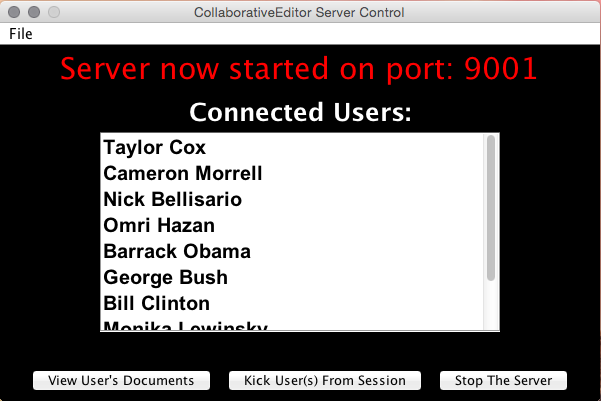 CollaborativeEditor Server Control
File
Server now started on port: 9001
Connected Users:
Taylor Cox
Cameron Morrell
Nick Bellisario
Omri Hazan
Barrack Obama
George Bush
Bill Clinton
Monika Lewinsky
View User's Documents Kick User(s) From Session Stop The Server